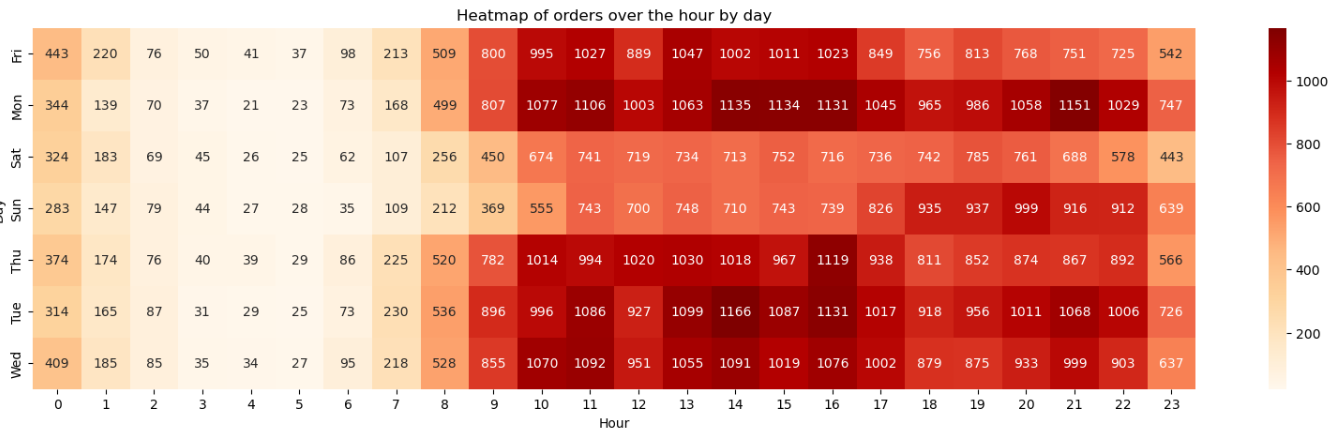 Heatmap of orders over the hour by day
Fri 443 220 76 50 41 37 98 213 509 800 995 1027 889 1047 1002 1011 1023 849 756 813 768 751 725 542
Mon 344 139 70 37 21 23 73 168 499 807 1077 1106 1003 1063 1135 1134 1131 1045 965 986 1058 1151 1029 747
Sat 324 183 69 45 26 25 62 107 256 450 674 741 719 734 713 752 716 736 742 785 761 688 578 443
Sun 283 147 79 44 27 28 35 109 212 369 555 743 700 748 710 743 739 826 935 937 999 916 912 639
Thu 374 174 76 40 39 29 86 225 520 782 1014 994 1020 1030 1018 967 1119 938 811 852 874 867 892 566
Tue 314 165 87 31 29 25 73 230 536 896 996 1086 927 1099 1166 1087 1131 1017 918 956 1011 1068 1006 726
Wed 409 185 85 35 34 27 95 218 528 855 1070 1092 951 1055 1091 1019 1076 1002 879 875 933 999 903 637
0 1 2 3 4 5 6 7 8 9 10 11 12 13 14 15 16 17 18 19 20 21 22 23
Hour
Day
1000
800
600
400
200